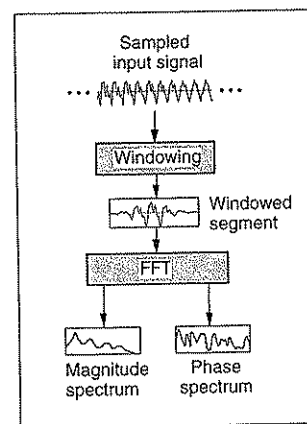 Sampled
input signal
Windowing
Windowed
segment
FFT
Magnitude
spectrum
Phase
spectrum